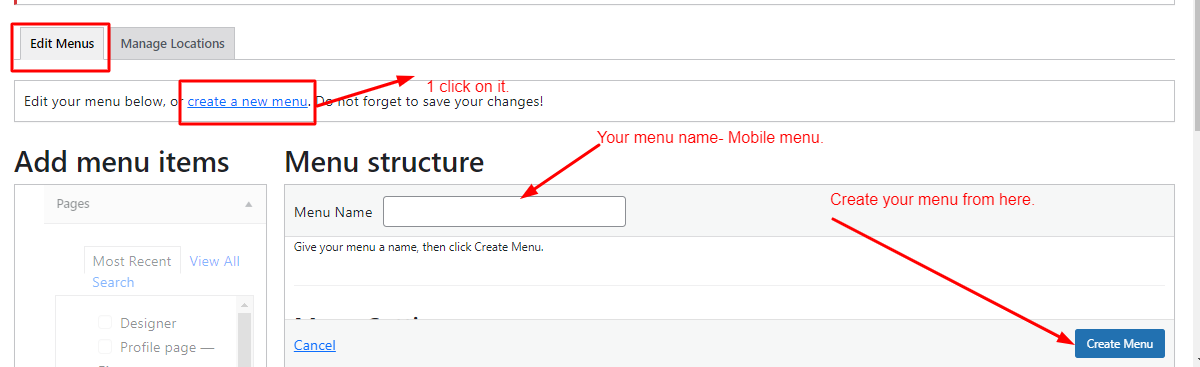 Edit Menus
Manage Locations
1 click on it.
Edit your menu below, or create a new menu. Do not forget to save your changes!
Your menu name- Mobile menu.
Add menu items
Menu structure
Pages
Create your menu from here.
Menu Name
Give your menu a name, then click Create Menu.
Most Recent
View All
Search
Designer
Profile page —
Cancel
Create Menu